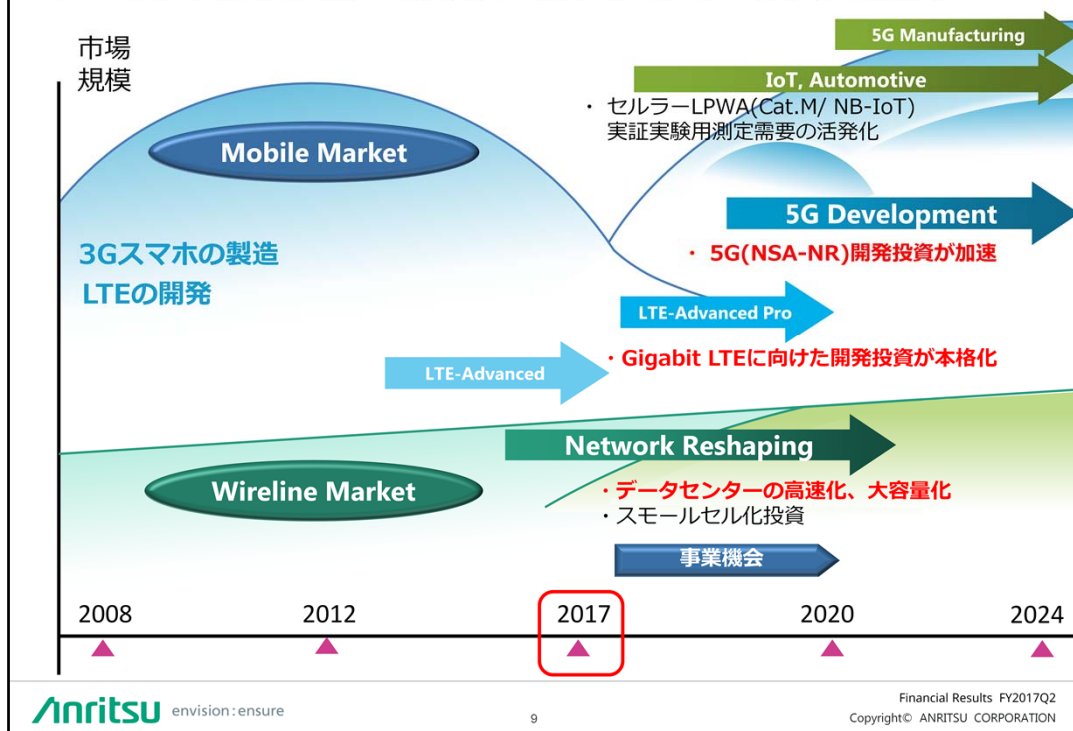 市場
規模
5G Manufacturing
IoT, Automotive
・ セルラーLPWA(Cat.M/ NB-IoT)
実証実験用測定需要の活発化
Mobile Market
5G Development
・ 5G(NSA-NR)開発投資が加速
3Gスマホの製造
LTEの開発
LTE-Advanced Pro
・Gigabit LTEに向けた開発投資が本格化
LTE-Advanced
Network Reshaping
Wireline Market
・データセンターの高速化、大容量化
・スモールセル化投資
事業機会
2008
2012
2017
2020
2024
Anritsu envision : ensure
9
Financial Results FY2017Q2
Copyright© ANRITSU CORPORATION